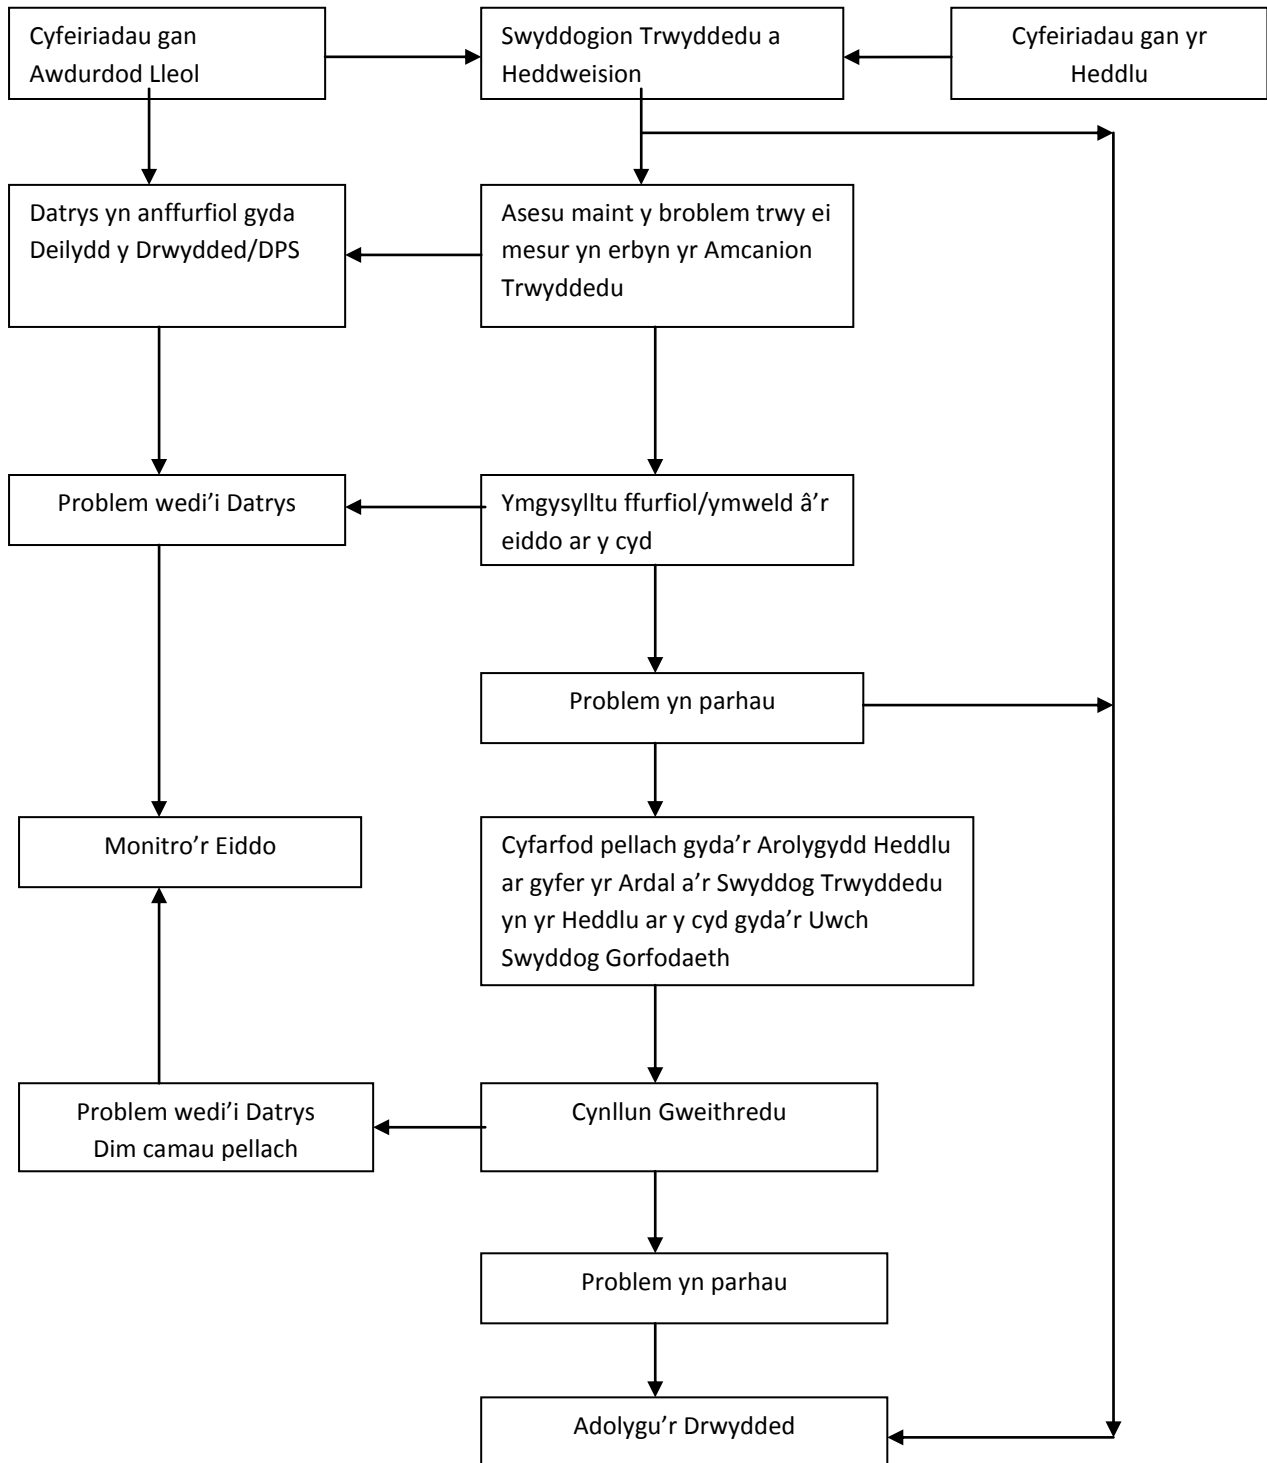 Cyfeiriadau gan
Awdurdod Lleol
Swyddogion Trwyddedu a
Heddweision
Cyfeiriadau gan yr
Heddlu
Datrys yn anffurfiol gyda
Deilydd y Drwydded/DPS
Asesu maint y broblem trwy ei
mesur yn erbyn yr Amcanion
Trwyddedu
Problem wedi’i Datrys
Ymgysylltu ffurfiol/ymweld â’r
eiddo ar y cyd
Problem yn parhau
Monitro’r Eiddo
Cyfarfod pellach gyda’r Arolygydd Heddlu
ar gyfer yr Ardal a’r Swyddog Trwyddedu
yn yr Heddlu ar y cyd gyda’r Uwch
Swyddog Gorfodaeth
Problem wedi’i Datrys
Dim camau pellach
Cynllun Gweithredu
Problem yn parhau
Adolygu’r Drwydded